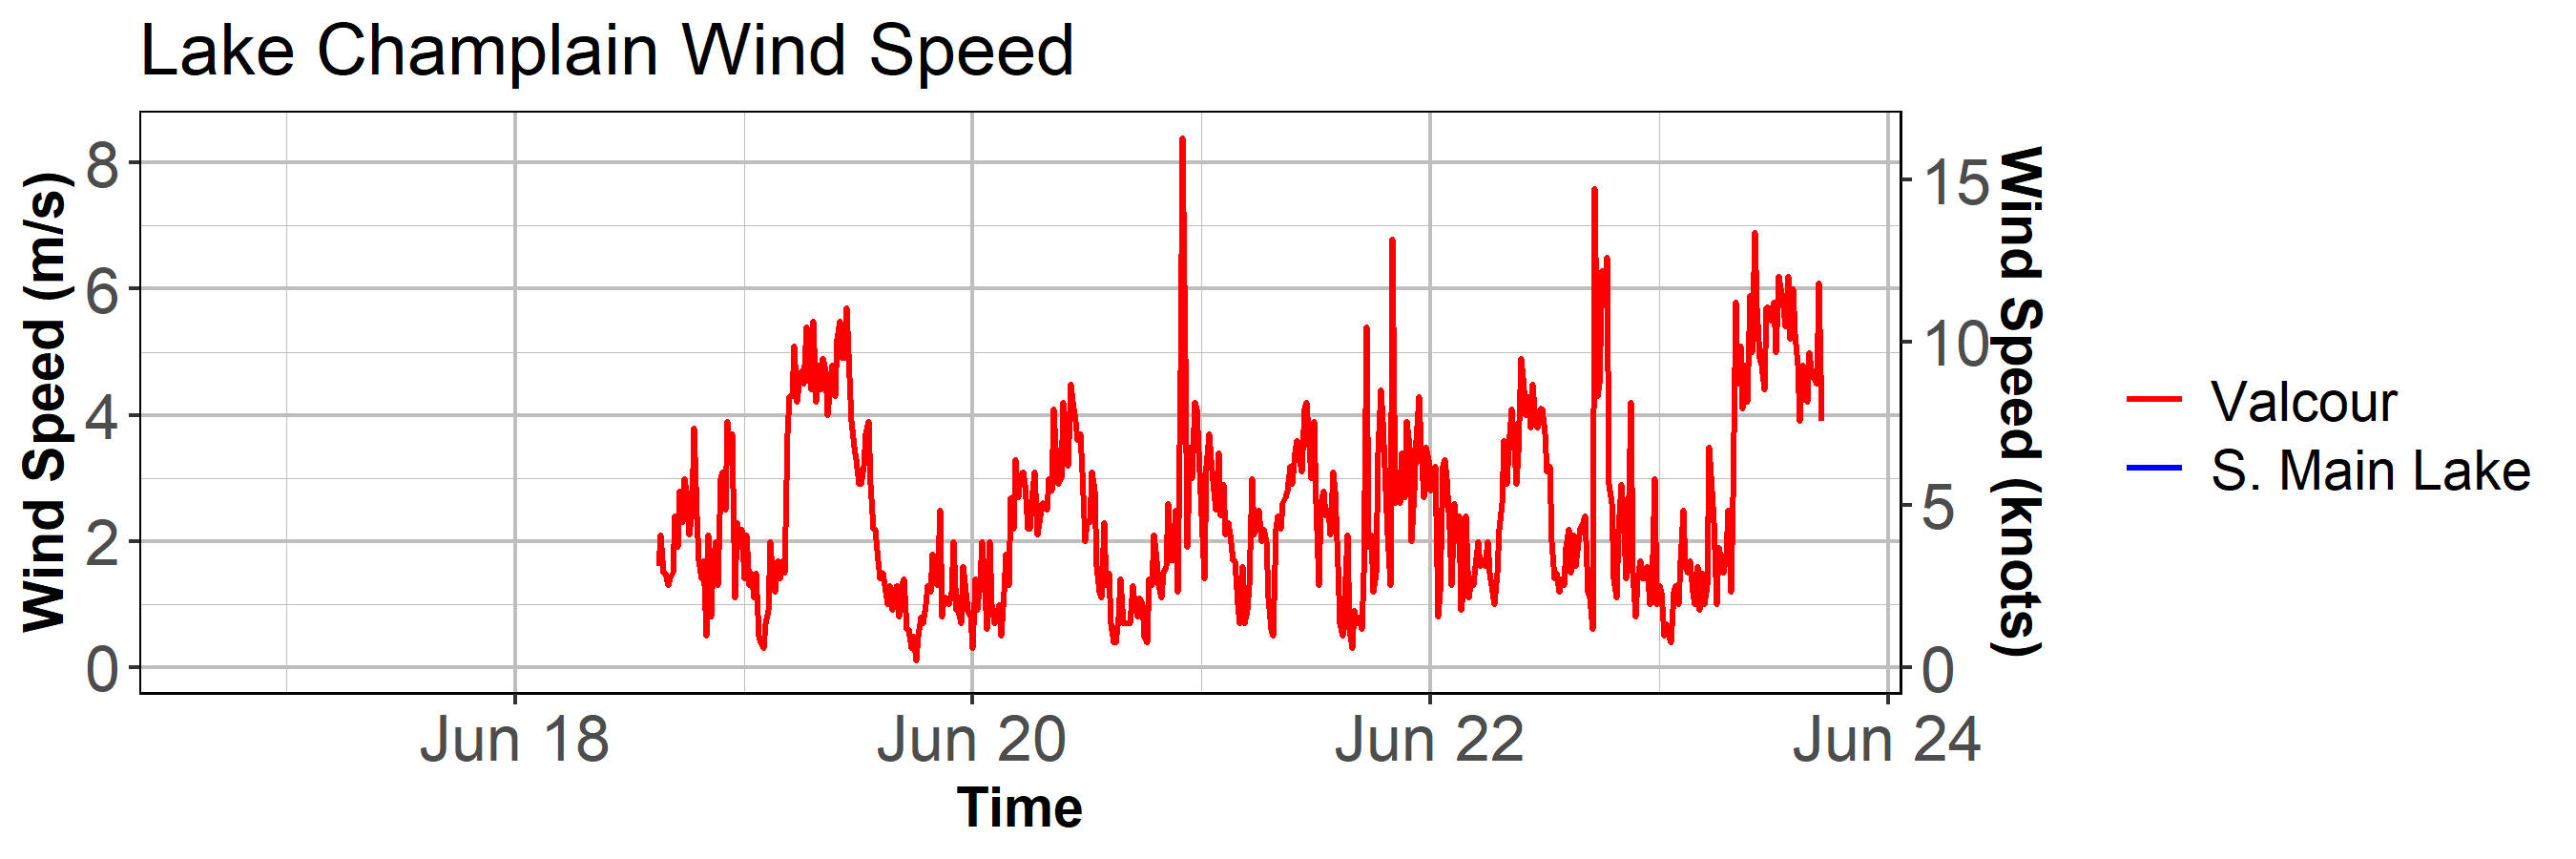 Lake Champlain Wind Speed
Wind Speed (m/s)
8
6
4
2
0
15
10
5
0
Wind Speed (knots)
Jun 18
Jun 20
Jun 22
Jun 24
Time
Valcour
S. Main Lake